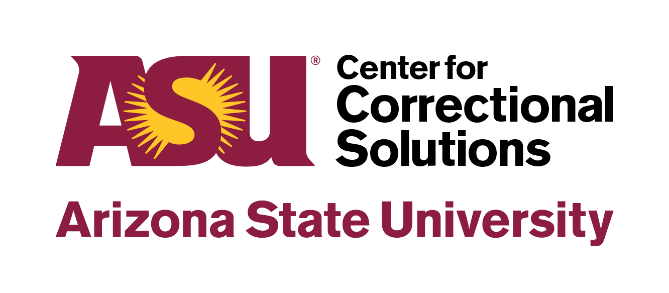 ASU® Center for
Correctional
Solutions
Arizona State University